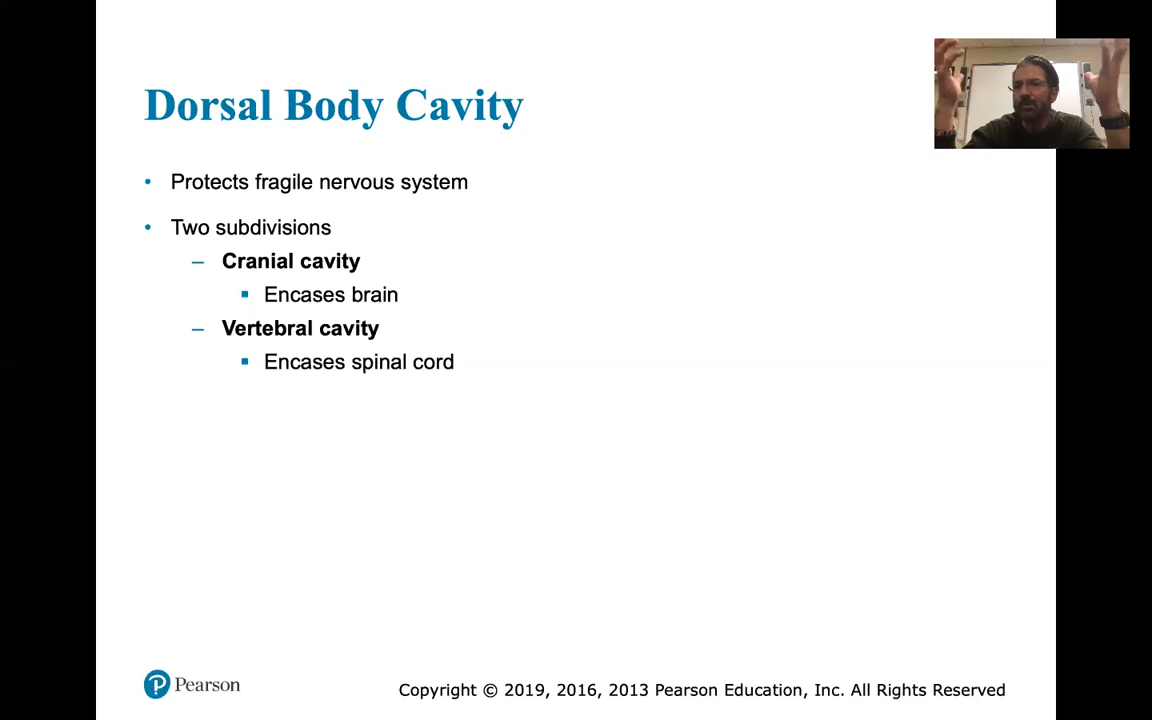 Dorsal Body Cavity
• Protects fragile nervous system
• Two subdivisions
– Cranial cavity
▪ Encases brain
– Vertebral cavity
▪ Encases spinal cord
P Pearson
Copyright © 2019, 2016, 2013 Pearson Education, Inc. All Rights Reserved